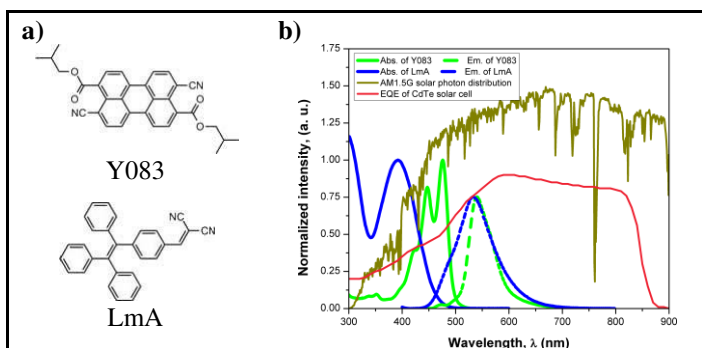 a)
O
O
CN
CN
O
O
Y083
CN
CN
LmA
b)
Abs. of Y083
Em. of Y083
Abs. of LmA
Em. of LmA
AM1.5G solar photon distribution
EQE of CdTe solar cell
Normalized intensity, (a. u.)
1.75
1.50
1.25
1.00
0.75
0.50
0.25
0.00
300 400 500 600 700 800 900
Wavelength, λ (nm)